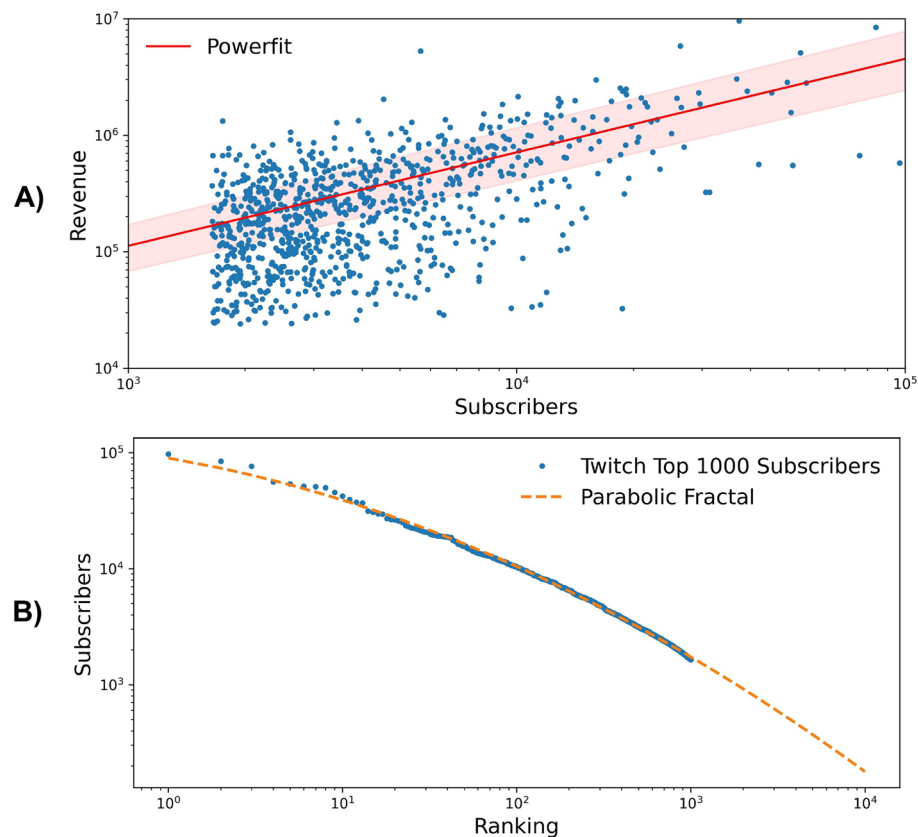 A)
Powerfit
Revenue
10^7
10^6
10^5
10^4
10^3
10^4
10^5
Subscribers
B)
Twitch Top 1000 Subscribers
Parabolic Fractal
Subscribers
10^5
10^4
10^3
10^0
10^1
10^2
10^3
10^4
Ranking